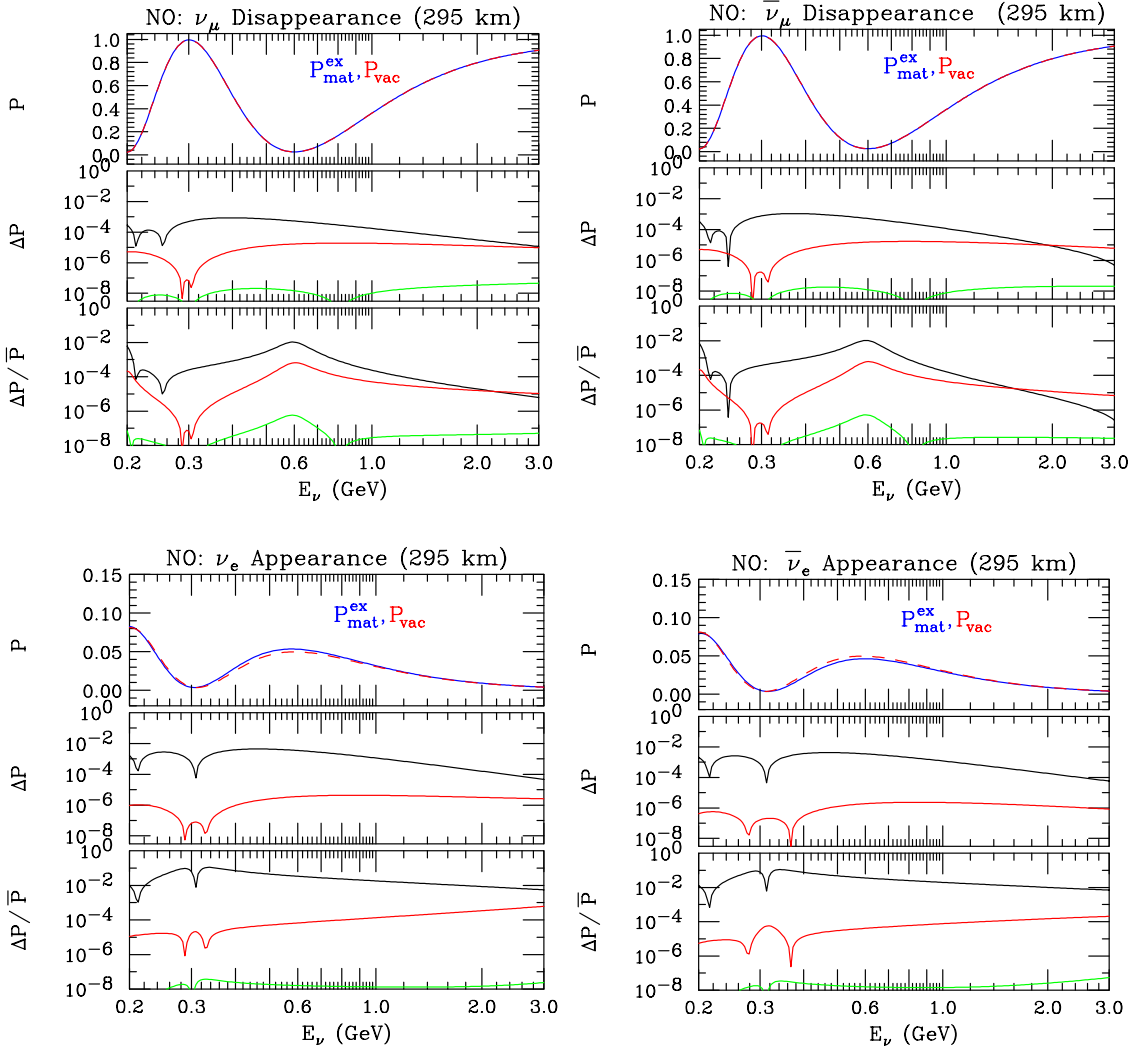 NO: ν_μ Disappearance (295 km)
P
1.0
0.8
0.6
0.4
0.2
0.0
P^ex_mat, P_vac
ΔP
10^0
10^-2
10^-4
10^-6
10^-8
ΔP/P̅
10^0
10^-2
10^-4
10^-6
10^-8
0.2 0.3 0.6 1.0 2.0 3.0
E_ν (GeV)
NO: ν̅_μ Disappearance (295 km)
P
1.0
0.8
0.6
0.4
0.2
0.0
P^ex_mat, P_vac
ΔP
10^0
10^-2
10^-4
10^-6
10^-8
ΔP/P̅
10^0
10^-2
10^-4
10^-6
10^-8
0.2 0.3 0.6 1.0 2.0 3.0
E_ν (GeV)
NO: ν_e Appearance (295 km)
P
0.15
0.10
0.05
0.00
P^ex_mat, P_vac
ΔP
10^0
10^-2
10^-4
10^-6
10^-8
ΔP/P̅
10^0
10^-2
10^-4
10^-6
10^-8
0.2 0.3 0.6 1.0 2.0 3.0
E_ν (GeV)
NO: ν̅_e Appearance (295 km)
P
0.15
0.10
0.05
0.00
P^ex_mat, P_vac
ΔP
10^0
10^-2
10^-4
10^-6
10^-8
ΔP/P̅
10^0
10^-2
10^-4
10^-6
10^-8
0.2 0.3 0.6 1.0 2.0 3.0
E_ν (GeV)